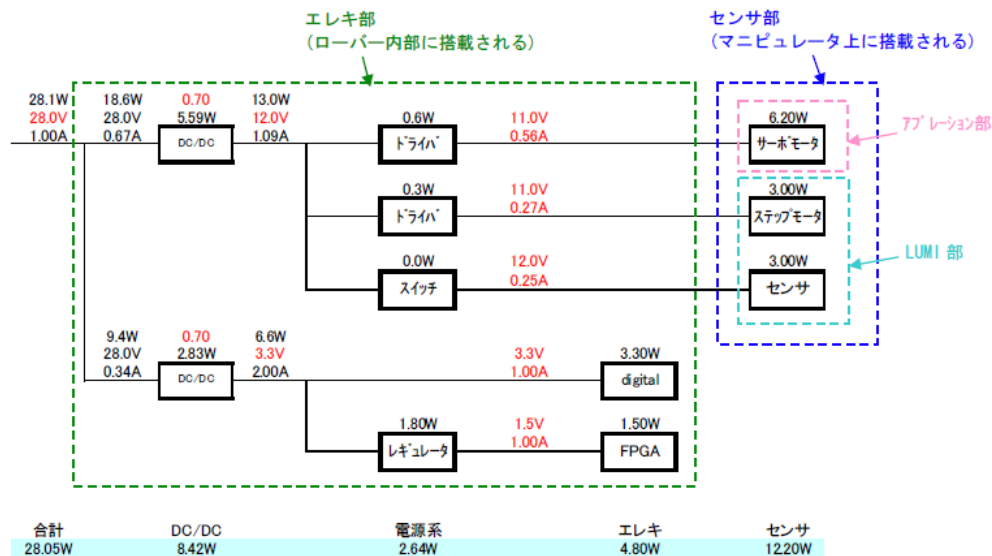 エレキ部
(ローバー内部に搭載される)
センサ部
(マニピュレータ上に搭載される)
28.1W 18.6W 0.70 13.0W
28.0V 28.0V 5.59W 12.0V
1.00A 0.67A DC/DC 1.09A
0.6W 11.0V 6.20W
ドライバ 0.56A サーボモータ
アブレーション部
0.3W 11.0V 3.00W
ドライバ 0.27A ステップモータ
LUMI 部
0.0W 12.0V 3.00W
スイッチ 0.25A センサ
9.4W 0.70 6.6W
28.0V 2.83W 3.3V
0.34A DC/DC 2.00A
3.3V 3.30W
1.00A digital
1.80W 1.5V 1.50W
レギュレータ 1.00A FPGA
合計 DC/DC 電源系 エレキ センサ
28.05W 8.42W 2.64W 4.80W 12.20W